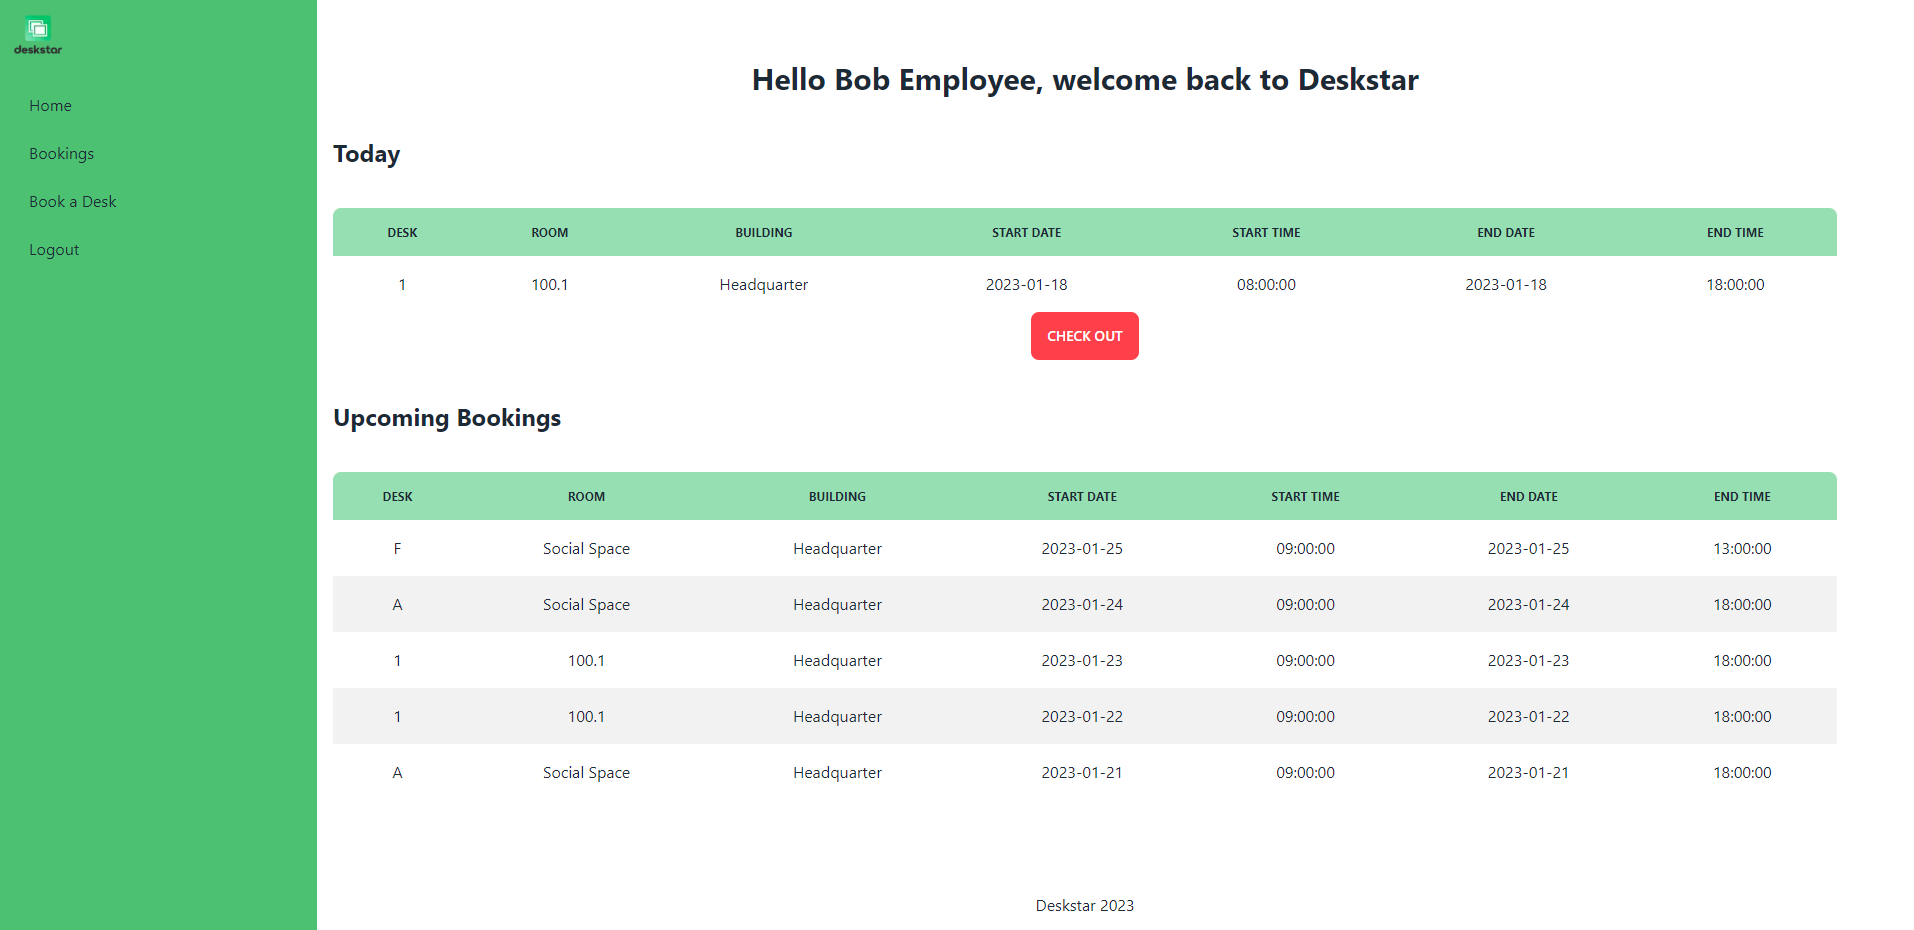 deskstar
Home
Bookings
Book a Desk
Logout
Hello Bob Employee, welcome back to Deskstar
Today
DESK ROOM BUILDING START DATE START TIME END DATE END TIME
1 100.1 Headquarter 2023-01-18 08:00:00 2023-01-18 18:00:00
CHECK OUT
Upcoming Bookings
DESK ROOM BUILDING START DATE START TIME END DATE END TIME
F Social Space Headquarter 2023-01-25 09:00:00 2023-01-25 13:00:00
A Social Space Headquarter 2023-01-24 09:00:00 2023-01-24 18:00:00
1 100.1 Headquarter 2023-01-23 09:00:00 2023-01-23 18:00:00
1 100.1 Headquarter 2023-01-22 09:00:00 2023-01-22 18:00:00
A Social Space Headquarter 2023-01-21 09:00:00 2023-01-21 18:00:00
Deskstar 2023